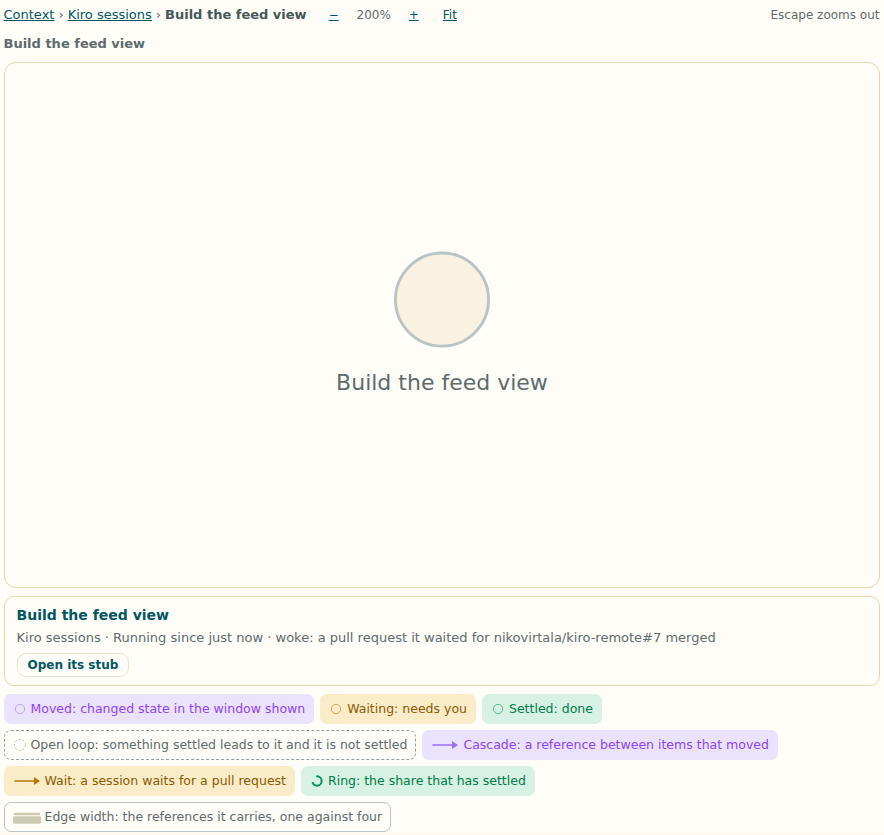 Context › Kiro sessions › Build the feed view − 200% + Fit Escape zooms out
Build the feed view
Build the feed view
Build the feed view
Kiro sessions · Running since just now · woke: a pull request it waited for nikovirtala/kiro-remote#7 merged
Open its stub
Moved: changed state in the window shown
Waiting: needs you
Settled: done
Open loop: something settled leads to it and it is not settled
Cascade: a reference between items that moved
Wait: a session waits for a pull request
Ring: the share that has settled
Edge width: the references it carries, one against four